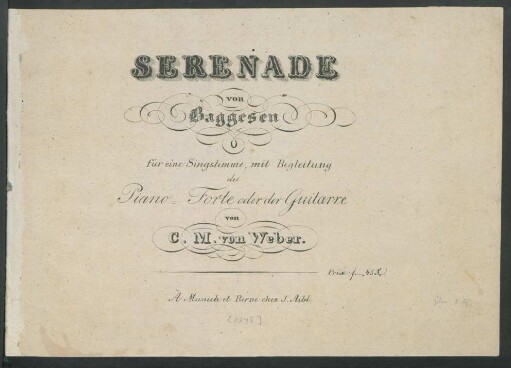 SERENADE
von
Baggesen
für eine Singstimme, mit Begleitung
des
Piano-Forte oder der Guitarre
von
C. M. von Weber.
Prix
À Munich et Berne chez J. Aibl